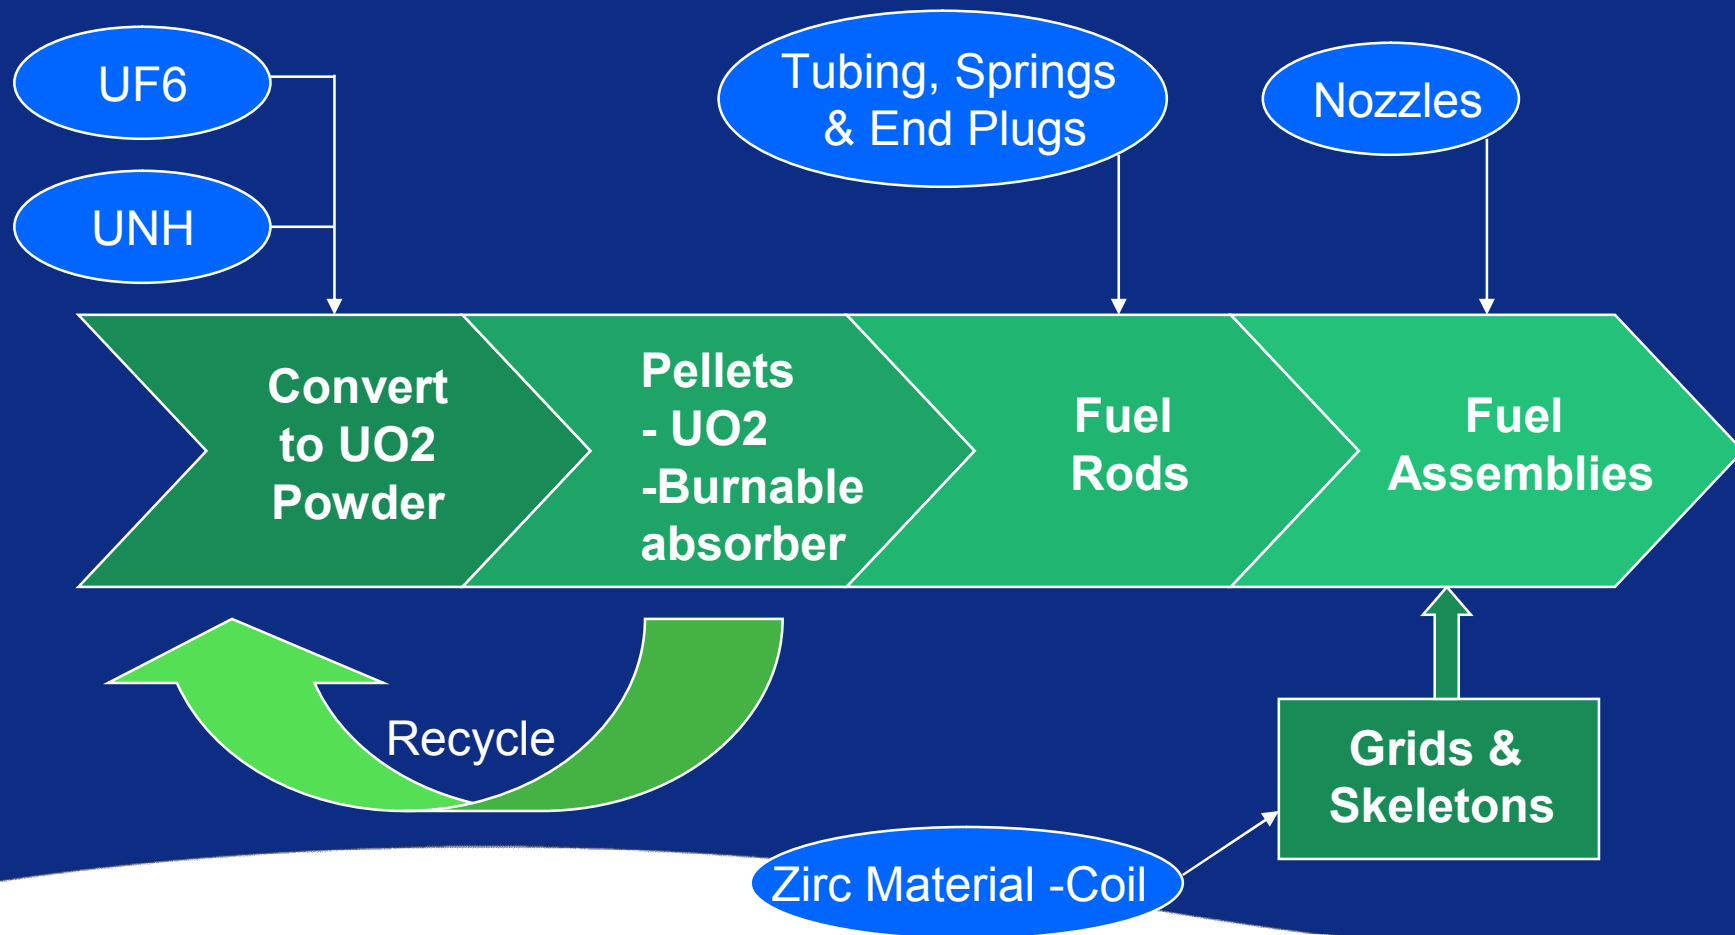 UF6
UNH
Tubing, Springs
& End Plugs
Nozzles
Convert
to UO2
Powder
Pellets
- UO2
-Burnable
absorber
Fuel
Rods
Fuel
Assemblies
Recycle
Grids &
Skeletons
Zirc Material -Coil